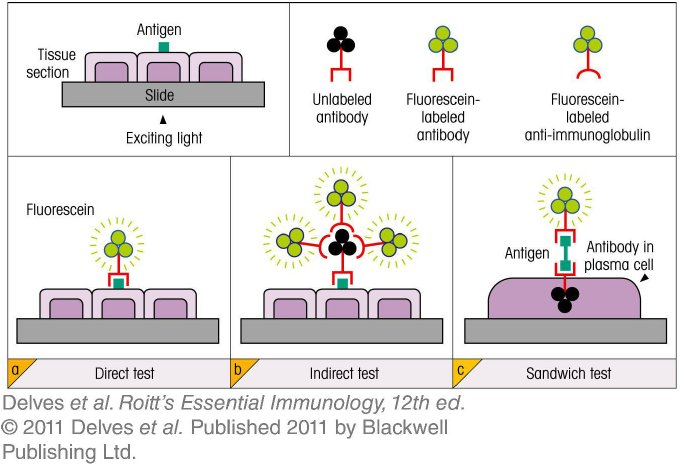 Antigen
Tissue
section
Slide
Exciting light
Unlabeled
antibody
Fluorescein-
labeled
antibody
Fluorescein-
labeled
anti-immunoglobulin
Fluorescein
Antigen
Antibody in
plasma cell
a
Direct test
b
Indirect test
c
Sandwich test
Delves et al. Roitt's Essential Immunology, 12th ed.
© 2011 Delves et al. Published 2011 by Blackwell
Publishing Ltd.